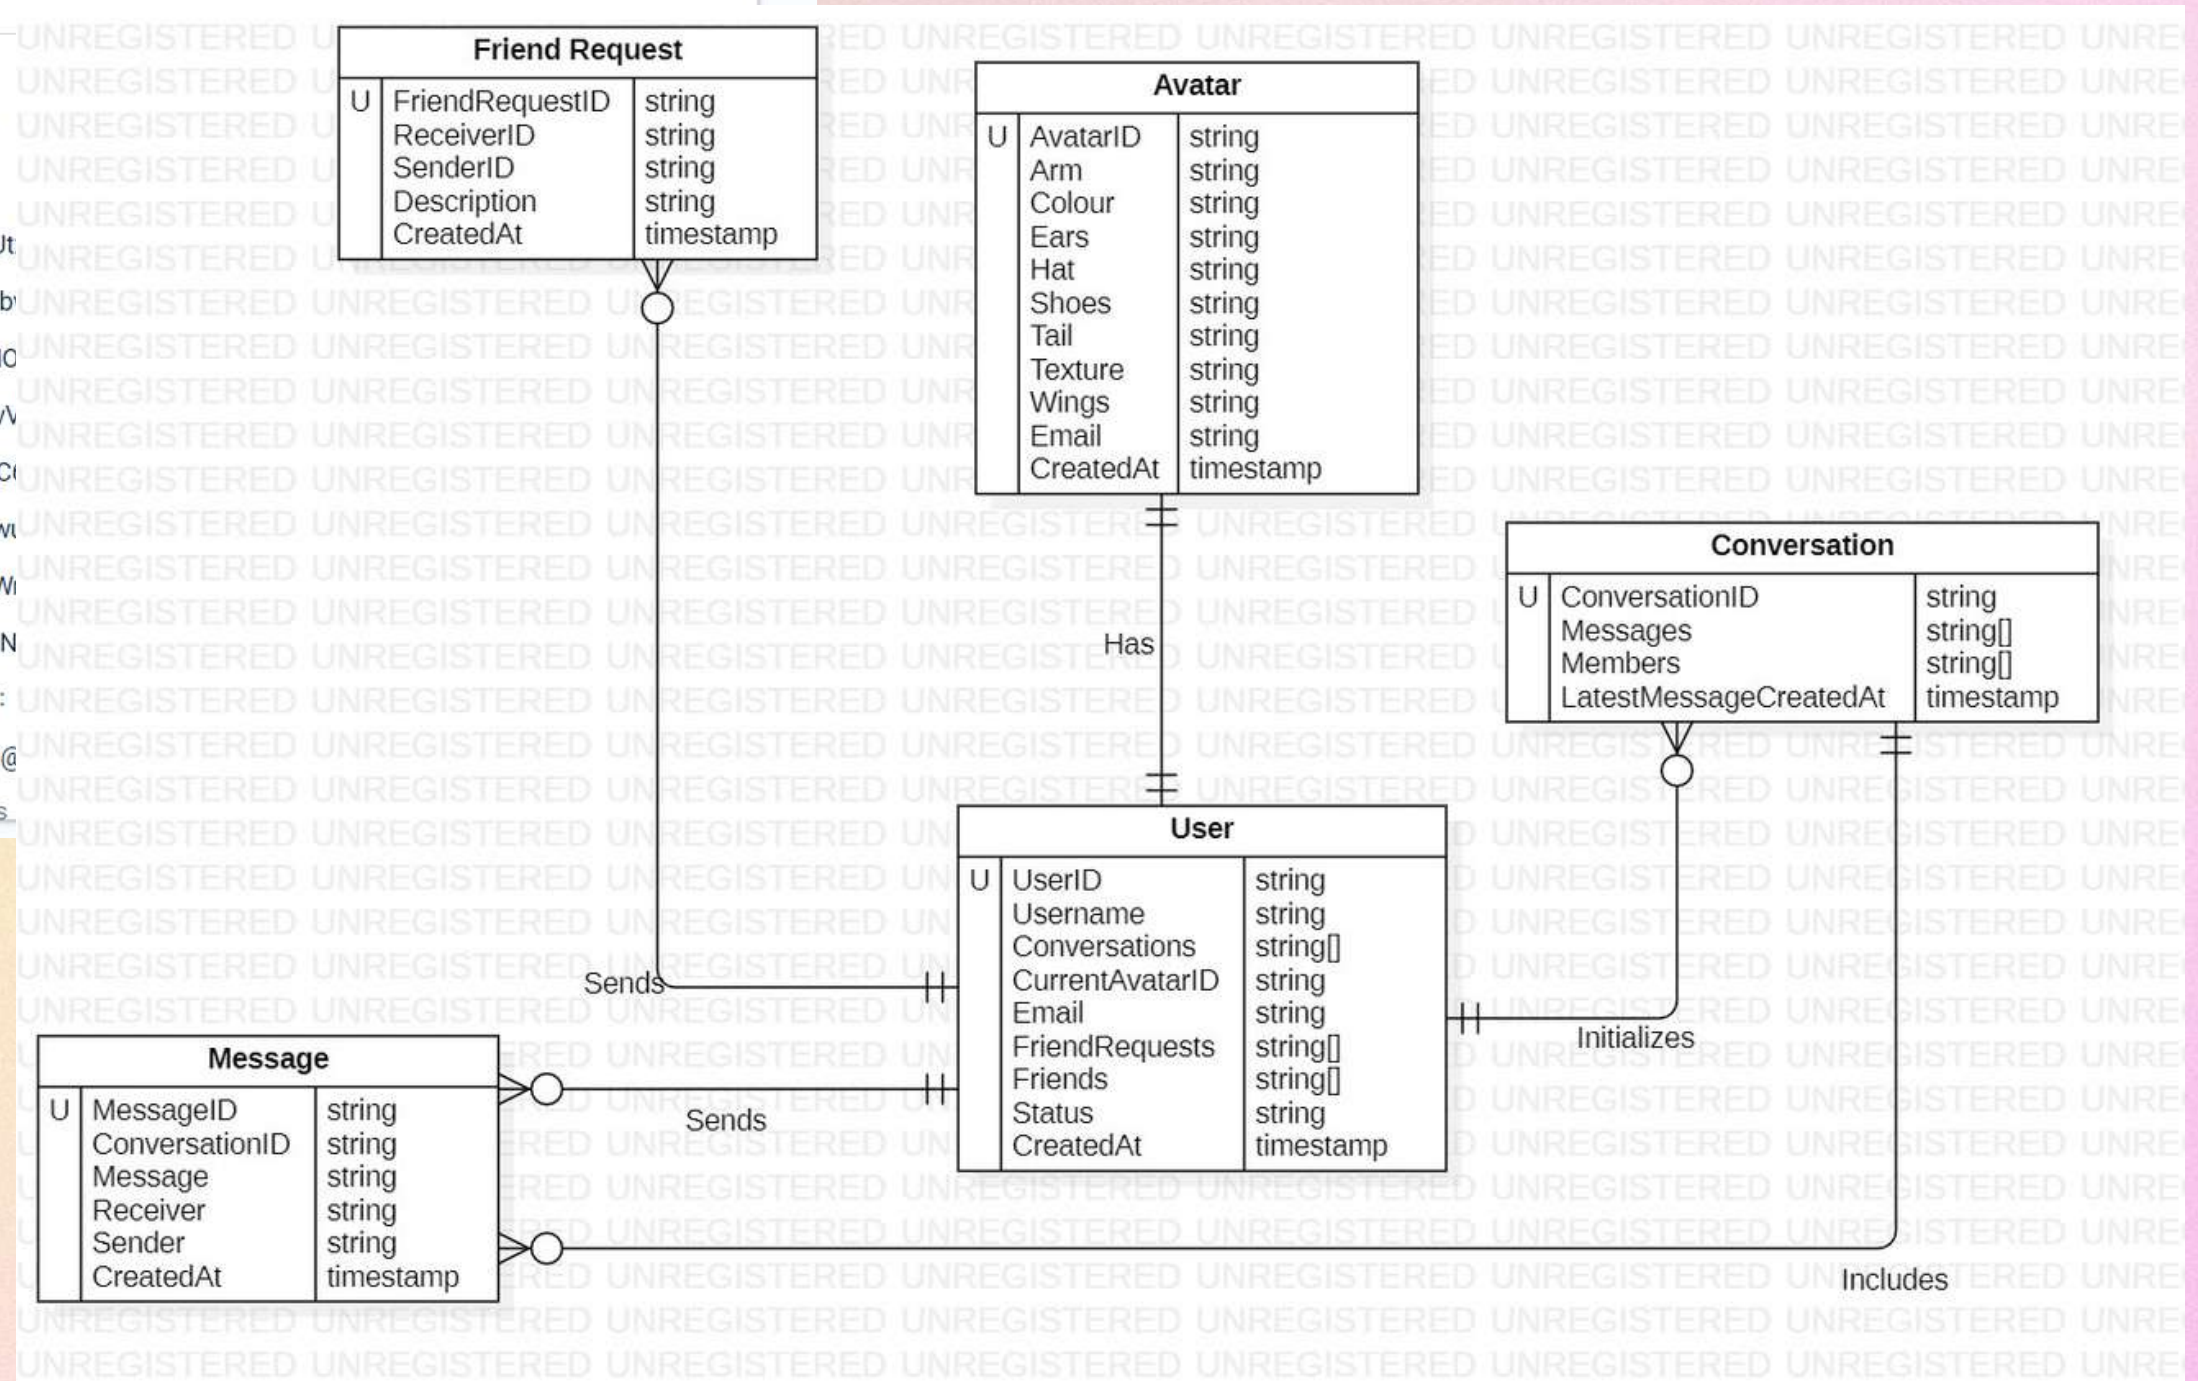 Friend Request
U FriendRequestID string
ReceiverID string
SenderID string
Description string
CreatedAt timestamp
Avatar
U AvatarID string
Arm string
Colour string
Ears string
Hat string
Shoes string
Tail string
Texture string
Wings string
Email string
CreatedAt timestamp
Has
Conversation
U ConversationID string
Messages string[]
Members string[]
LatestMessageCreatedAt timestamp
User
U UserID string
Username string
Conversations string[]
CurrentAvatarID string
Email string
FriendRequests string[]
Friends string[]
Status string
CreatedAt timestamp
Sends
Initializes
Message
U MessageID string
ConversationID string
Message string
Receiver string
Sender string
CreatedAt timestamp
Sends
Includes
UNREGISTERED